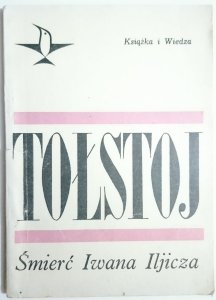 Książka i Wiedza
TOŁSTOJ
Śmierć Iwana Iljicza